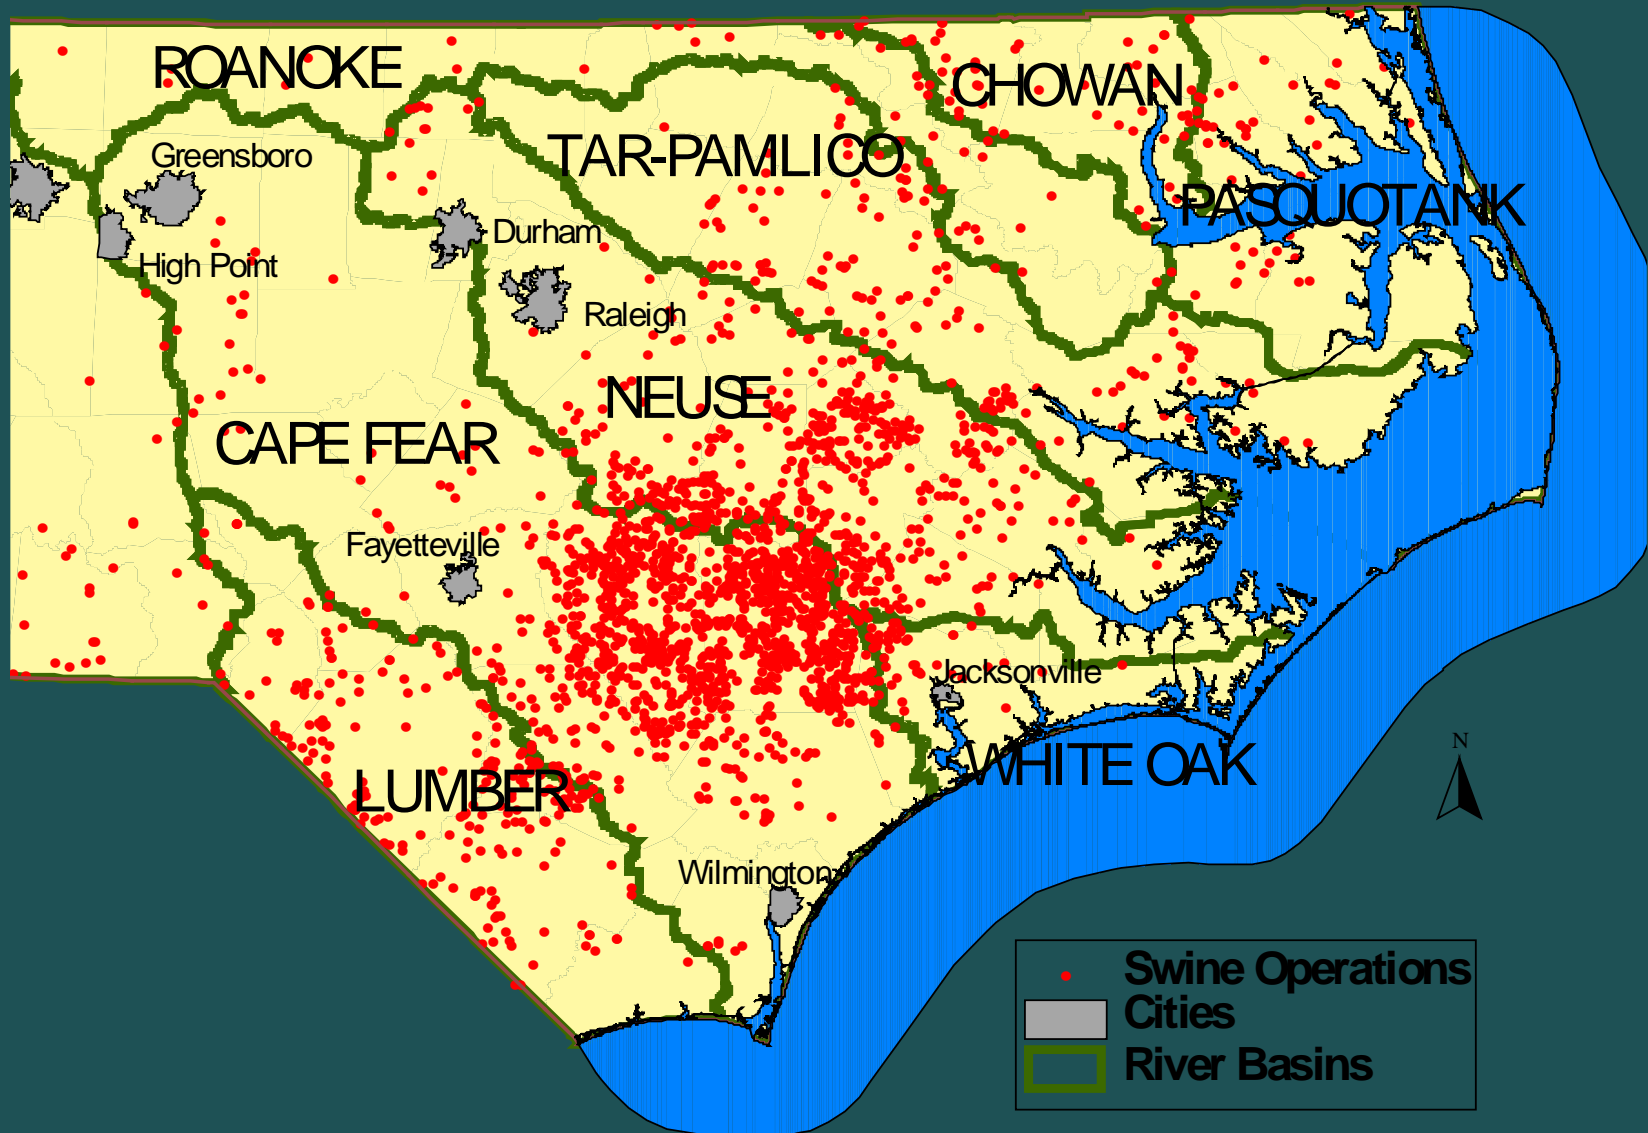 ROANOKE
CHOWAN
TAR-PAMLICO
Greensboro
PASQUOTANK
Durham
High Point
Raleigh
NEUSE
CAPE FEAR
Fayetteville
Jacksonville
WHITE OAK
LUMBER
N
Wilmington
Swine Operations
Cities
River Basins